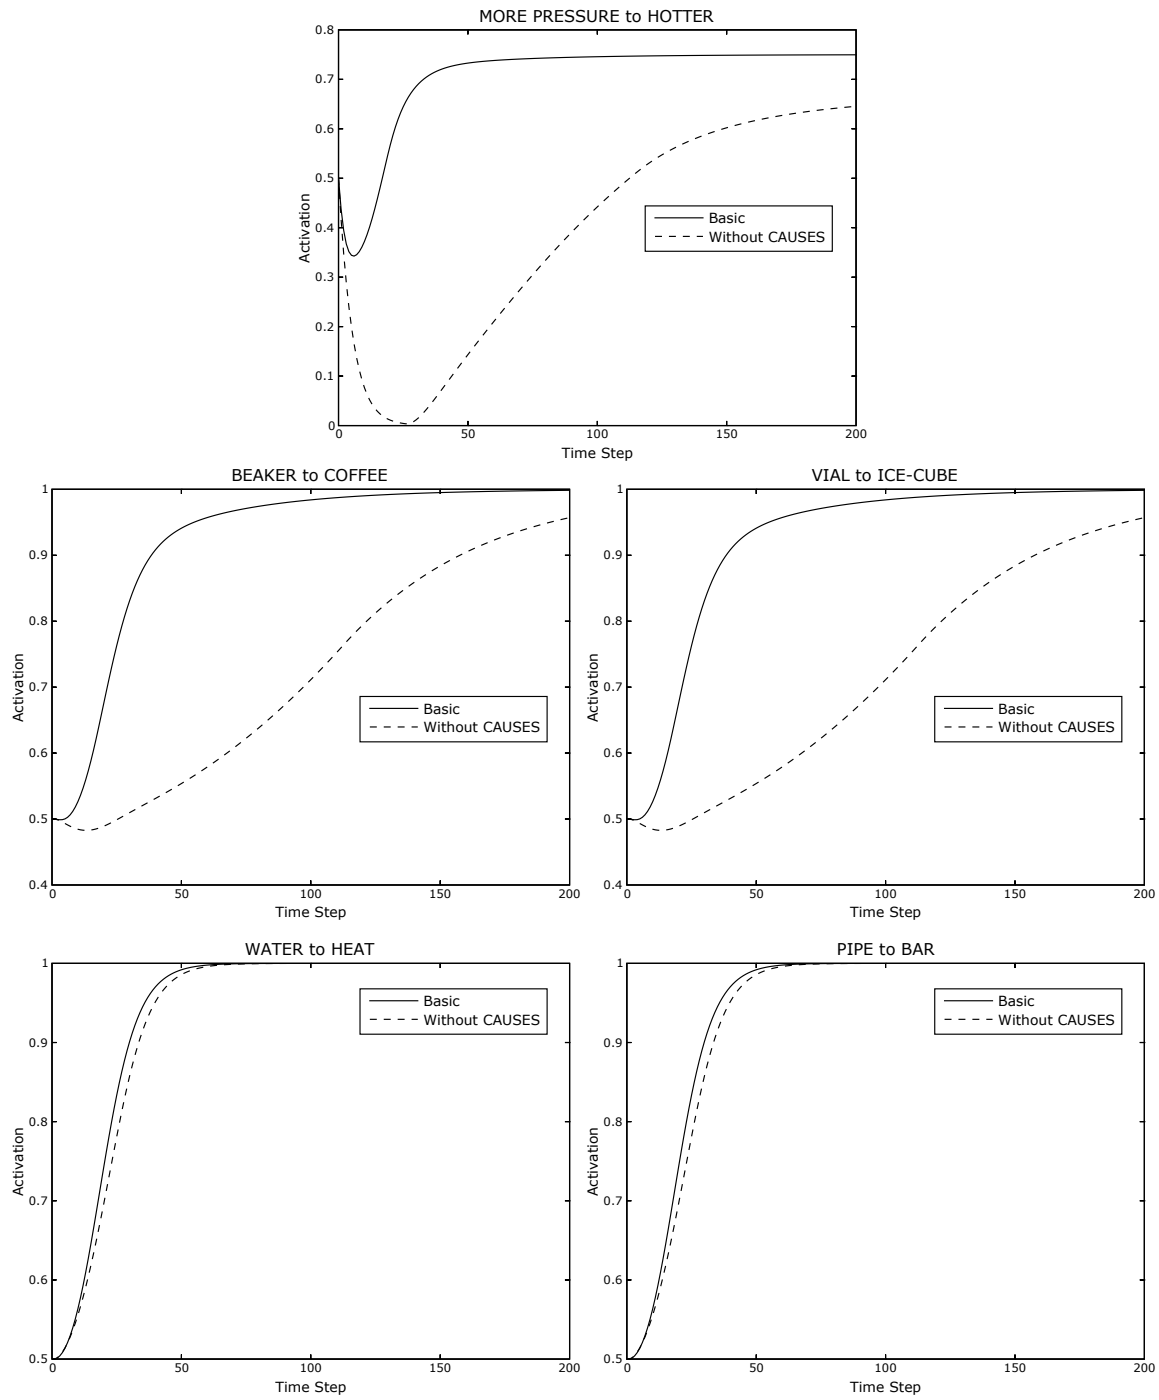 MORE PRESSURE to HOTTER
0.8
0.7
0.6
0.5
0.4
0.3
0.2
0.1
0
Activation
Basic
Without CAUSES
0 50 100 150 200
Time Step
BEAKER to COFFEE
1
0.9
0.8
0.7
0.6
0.5
0.4
Activation
Basic
Without CAUSES
0 50 100 150 200
Time Step
VIAL to ICE-CUBE
1
0.9
0.8
0.7
0.6
0.5
0.4
Activation
Basic
Without CAUSES
0 50 100 150 200
Time Step
WATER to HEAT
1
0.9
0.8
0.7
0.6
0.5
Activation
Basic
Without CAUSES
0 50 100 150 200
Time Step
PIPE to BAR
1
0.9
0.8
0.7
0.6
0.5
Activation
Basic
Without CAUSES
0 50 100 150 200
Time Step